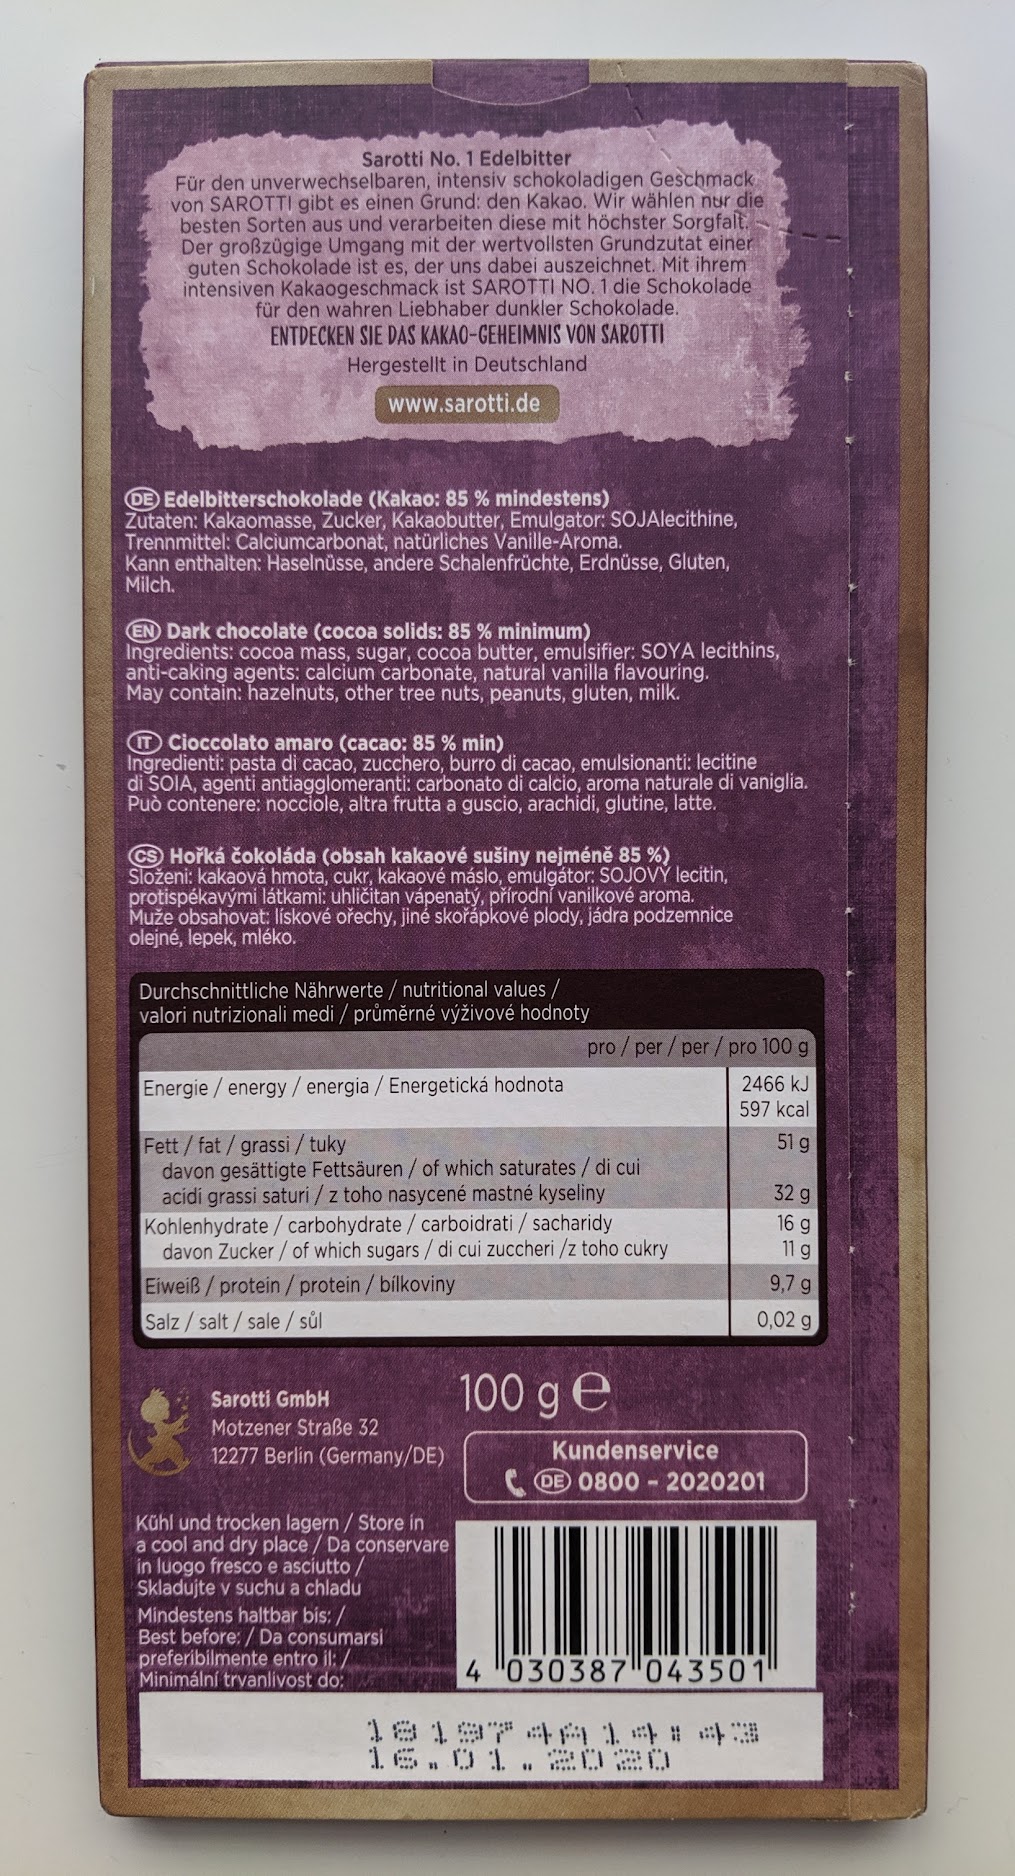 Sarotti No. 1 Edelbitter
Für den unverwechselbaren, intensiv schokoladigen Geschmack
von SAROTTI gibt es einen Grund: den Kakao. Wir wählen nur die
besten Sorten aus und verarbeiten diese mit höchster Sorgfalt.
Der großzügige Umgang mit der wertvollsten Grundzutat einer
guten Schokolade ist es, der uns dabei auszeichnet. Mit ihrem
intensiven Kakaogeschmack ist SAROTTI NO. 1 die Schokolade
für den wahren Liebhaber dunkler Schokolade.
ENTDECKEN SIE DAS KAKAO-GEHEIMNIS VON SAROTTI
Hergestellt in Deutschland
www.sarotti.de
DE Edelbitterschokolade (Kakao: 85 % mindestens)
Zutaten: Kakaomasse, Zucker, Kakaobutter, Emulgator: SOJAlecithine,
Trennmittel: Calciumcarbonat, natürliches Vanille-Aroma.
Kann enthalten: Haselnüsse, andere Schalenfrüchte, Erdnüsse, Gluten,
Milch.
EN Dark chocolate (cocoa solids: 85 % minimum)
Ingredients: cocoa mass, sugar, cocoa butter, emulsifier: SOYA lecithins,
anti-caking agents: calcium carbonate, natural vanilla flavouring.
May contain: hazelnuts, other tree nuts, peanuts, gluten, milk.
IT Cioccolato amaro (cacao: 85 % min)
Ingredienti: pasta di cacao, zucchero, burro di cacao, emulsionanti: lecitine
di SOIA, agenti antiagglomeranti: carbonato di calcio, aroma naturale di vaniglia.
Può contenere: nocciole, altra frutta a guscio, arachidi, glutine, latte.
CS Hořká čokoláda (obsah kakaové sušiny nejméně 85 %)
Složeni: kakaová hmota, cukr, kakaové máslo, emulgátor: SOJOVÝ lecitin,
protispékavými látkami: uhličitan vápenatý, přírodní vanilkové aroma.
Muže obsahovat: lískové ořechy, jiné skořápkové plody, jádra podzemnice
olejné, lepek, mléko.
Durchschnittliche Nährwerte / nutritional values /
valori nutrizionali medi / průměrné výživové hodnoty
pro / per / per / pro 100 g
Energie / energy / energia / Energetická hodnota 2466 kJ
597 kcal
Fett / fat / grassi / tuky 51 g
davon gesättigte Fettsäuren / of which saturates / di cui
acidi grassi saturi / z toho nasycené mastné kyseliny 32 g
Kohlenhydrate / carbohydrate / carboidrati / sacharidy 16 g
davon Zucker / of which sugars / di cui zuccheri /z toho cukry 11 g
Eiweiß / protein / protein / bílkoviny 9,7 g
Salz / salt / sale / sůl 0,02 g
Sarotti GmbH
Motzener Straße 32
12277 Berlin (Germany/DE)
100 g e
Kundenservice
DE 0800 - 2020201
Kühl und trocken lagern / Store in
a cool and dry place / Da conservare
in luogo fresco e asciutto /
Skladujte v suchu a chladu
Mindestens haltbar bis: /
Best before: / Da consumarsi
preferibilmente entro il: /
Minimální trvanlivost do:
4 030387 043501
181974A14:43
16.01.2020